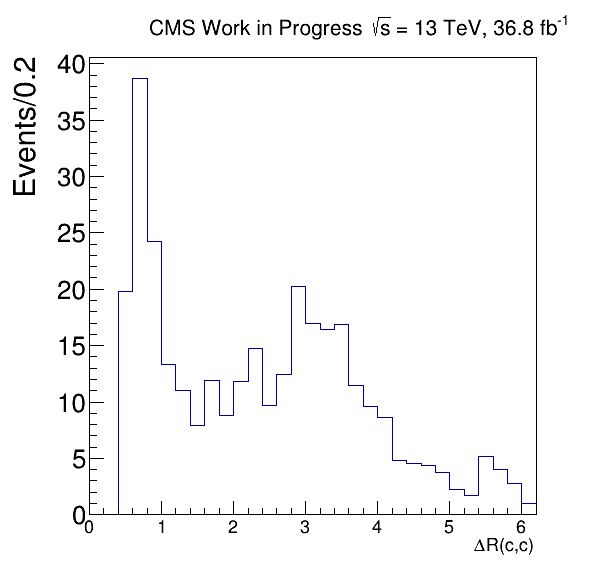 CMS Work in Progress √s = 13 TeV, 36.8 fb⁻¹
Events/0.2
40
35
30
25
20
15
10
5
0
0 1 2 3 4 5 6
ΔR(c,c)